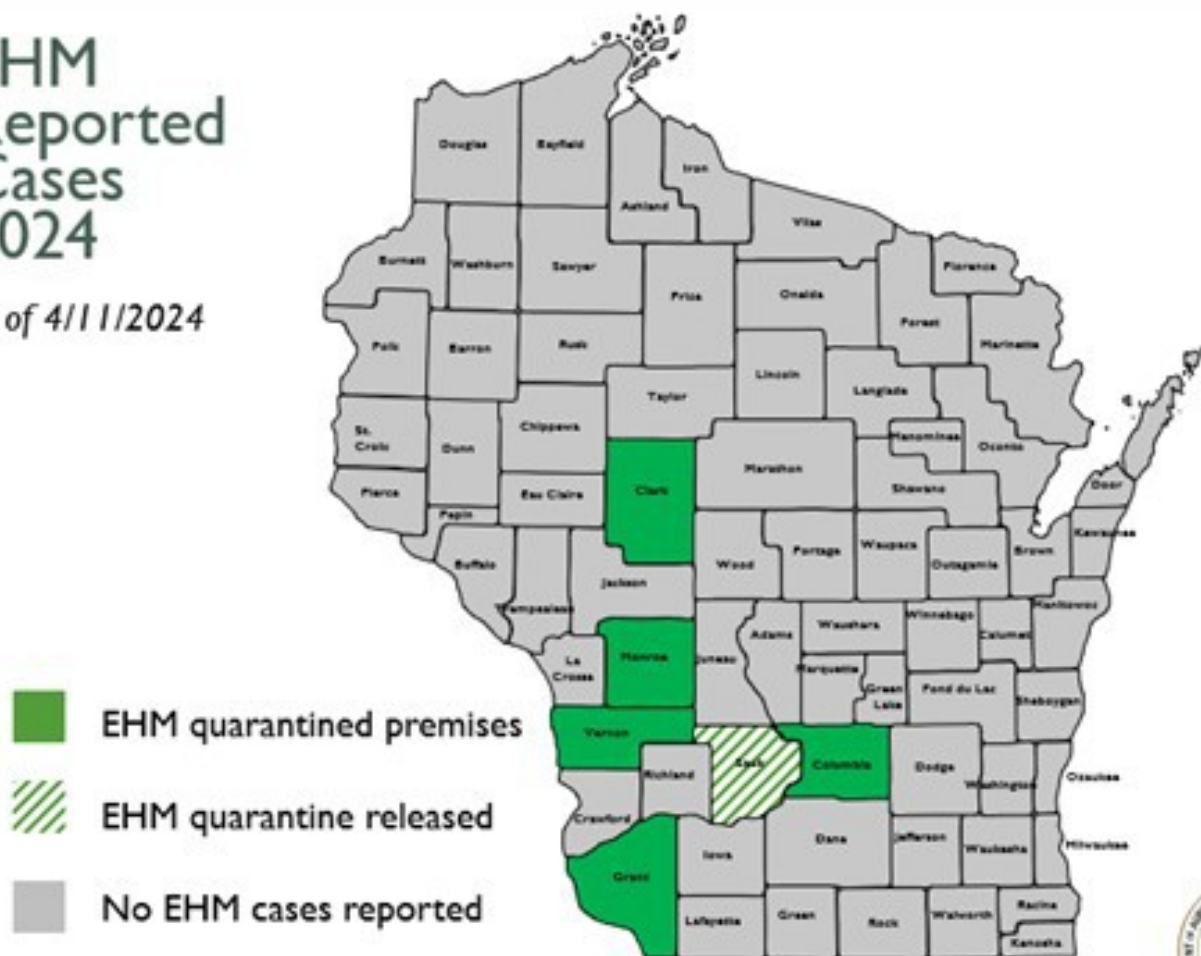 HM
Reported
Cases
2024
of 4/11/2024
Douglas
Bayfield
Iron
Ashland
Vilas
Burnett
Washburn
Sawyer
Price
Oneida
Florence
Forest
Marinette
Polk
Barron
Rusk
Lincoln
Langlade
Taylor
St.
Croix
Dunn
Chippewa
Menominee
Oconto
Marathon
Clark
Shawano
Door
Pierce
Eau Claire
Pepin
Kewaunee
Buffalo
Wood
Portage
Waupaca
Outagamie
Brown
Jackson
Trempealeau
Adams
Waushara
Winnebago
Calumet
Manitowoc
La
Crosse
Monroe
Juneau
Marquette
Green
Lake
Fond du Lac
Sheboygan
EHM quarantined premises
Vernon
Richland
Sauk
Columbia
Dodge
Washington
Ozaukee
EHM quarantine released
Crawford
Iowa
Dane
Jefferson
Waukesha
Milwaukee
Grant
No EHM cases reported
Lafayette
Green
Rock
Walworth
Racine
Kenosha